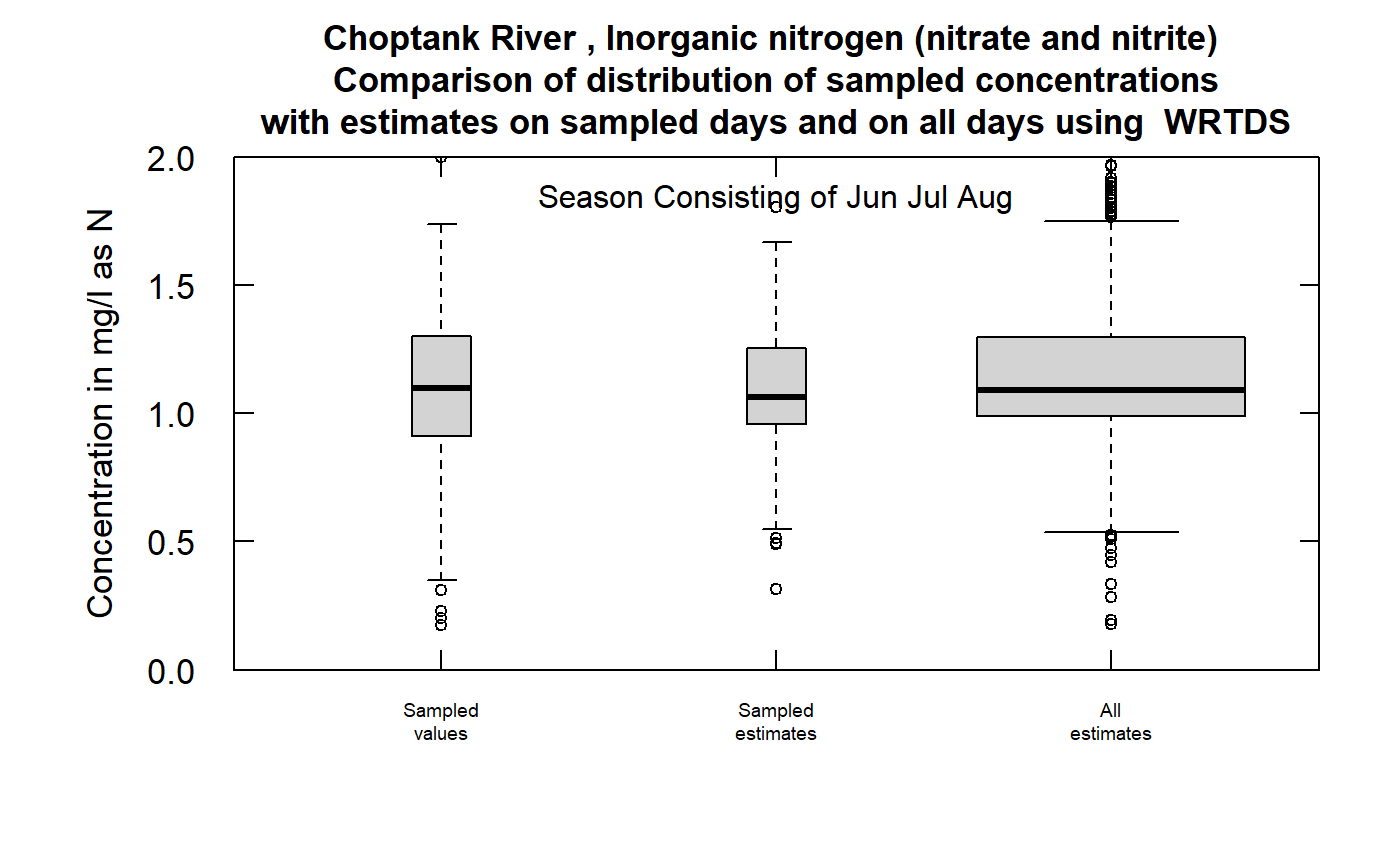 Choptank River , Inorganic nitrogen (nitrate and nitrite)
Comparison of distribution of sampled concentrations
with estimates on sampled days and on all days using  WRTDS
Season Consisting of Jun Jul Aug
Concentration in mg/l as N
2.0
1.5
1.0
0.5
0.0
Sampled
values
Sampled
estimates
All
estimates